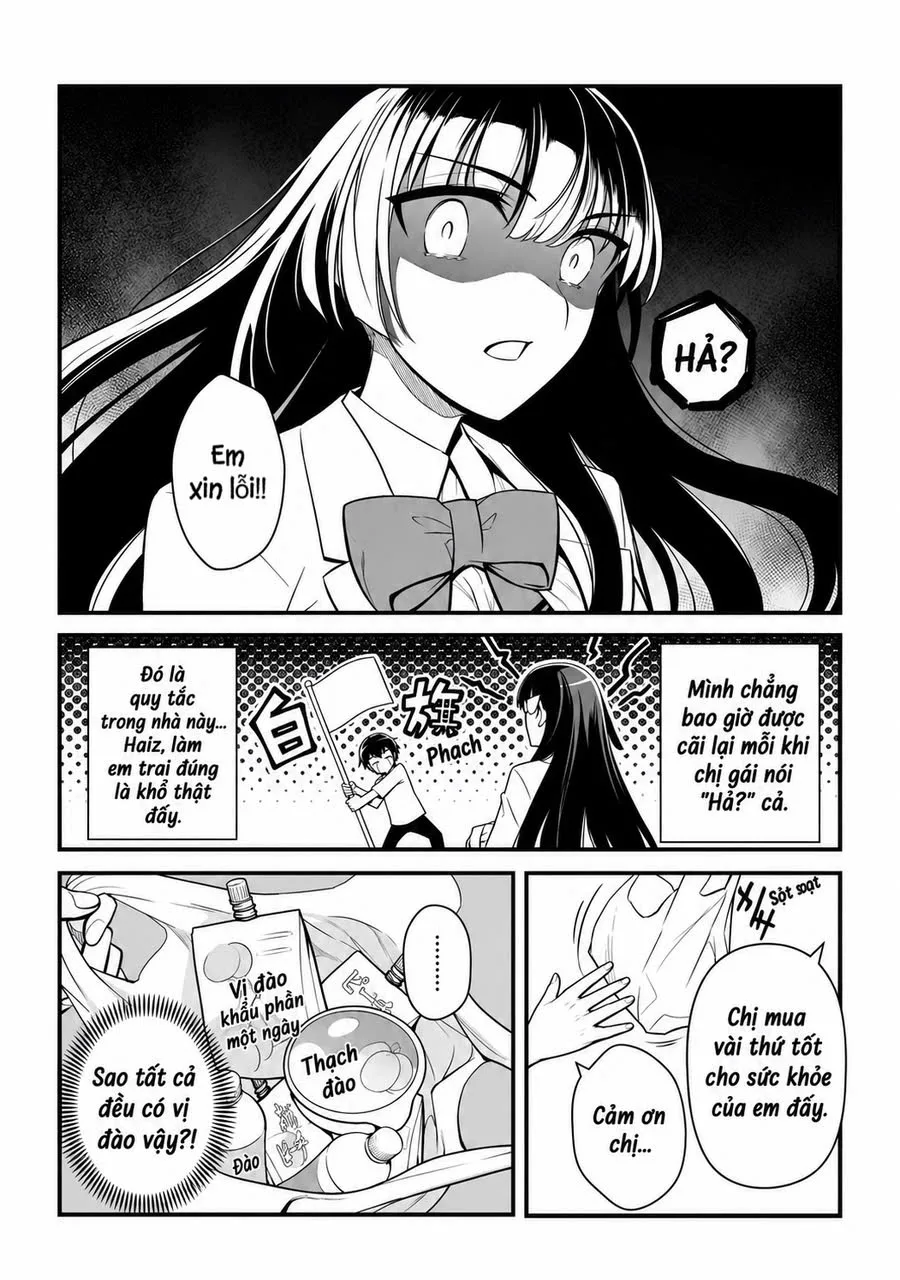 HẢ?
Em
xin lỗi!!
Mình chẳng
bao giờ được
cãi lại mỗi khi
chị gái nói
"Hả?" cả.
白旗
Phạch
Đó là
quy tắc
trong nhà này...
Haiz, làm
em trai đúng
là khổ thật
đấy.
Sột soạt
Chị mua
vài thứ tốt
cho sức khỏe
của em đấy.
Cảm ơn
chị...
.........
Vị đào
khẩu phần
một ngày
Thạch
đào
Đào
Sao tất cả
đều có vị
đào vậy?!